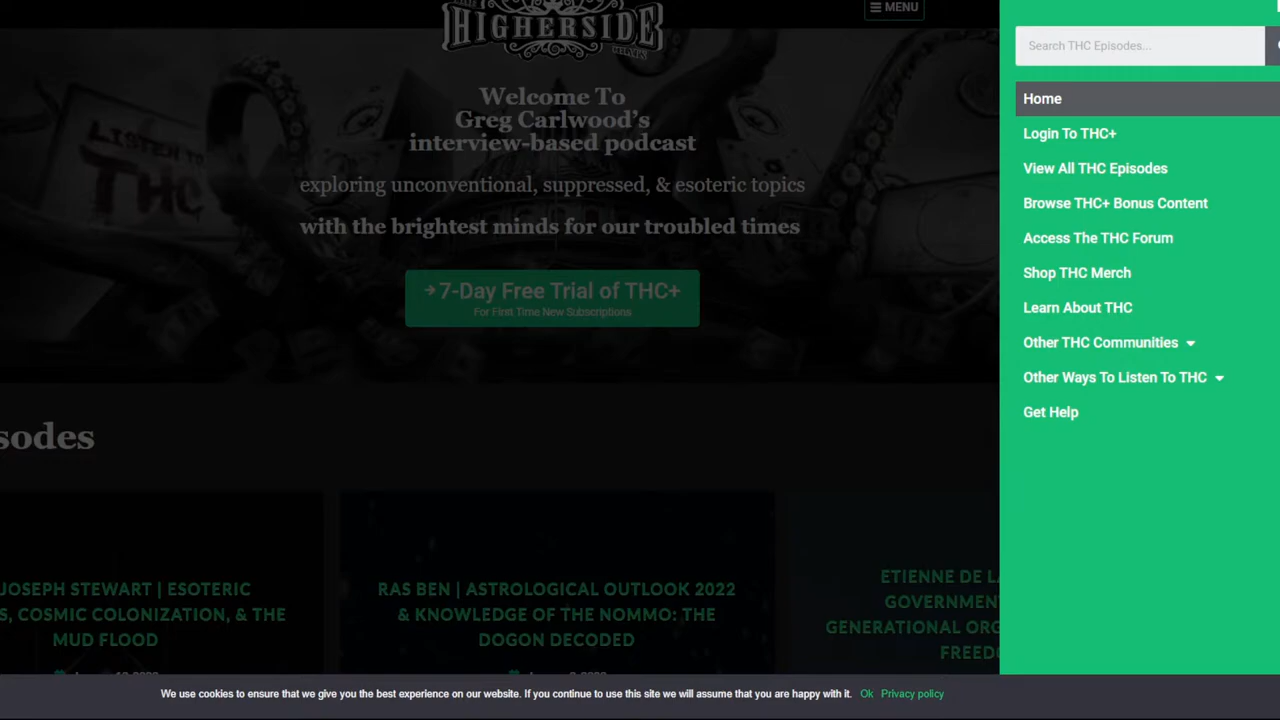 HIGHERSIDE
MENU
Search THC Episodes...
Home
Login To THC+
View All THC Episodes
Browse THC+ Bonus Content
Access The THC Forum
Shop THC Merch
Learn About THC
Other THC Communities
Other Ways To Listen To THC
Get Help
LISTEN TO
THC
Welcome To
Greg Carlwood's
interview-based podcast
exploring unconventional, suppressed, & esoteric topics
with the brightest minds for our troubled times
7-Day Free Trial of THC+
For First Time New Subscriptions
sodes
JOSEPH STEWART | ESOTERIC
S, COSMIC COLONIZATION, & THE
MUD FLOOD
RAS BEN | ASTROLOGICAL OUTLOOK 2022
& KNOWLEDGE OF THE NOMMO: THE
DOGON DECODED
ETIENNE DE LA
GOVERNMEN
GENERATIONAL ORG
FREEDO
We use cookies to ensure that we give you the best experience on our website. If you continue to use this site we will assume that you are happy with it. Ok Privacy policy